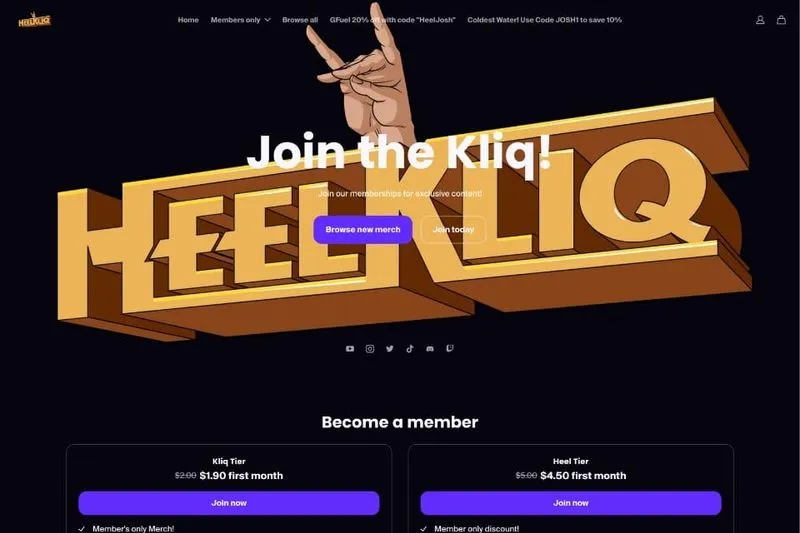 HEELKLIQ
Home Members only Browse all GFuel 20% off with code "HeelJosh" Coldest Water! Use Code JOSH1 to save 10%
HEELKLIQ
Join the Kliq!
Join our memberships for exclusive content!
Browse new merch Join today
Become a member
Kliq Tier
$2.00 $1.90 first month
Join now
Member's only Merch!
Heel Tier
$5.00 $4.50 first month
Join now
Member only discount!